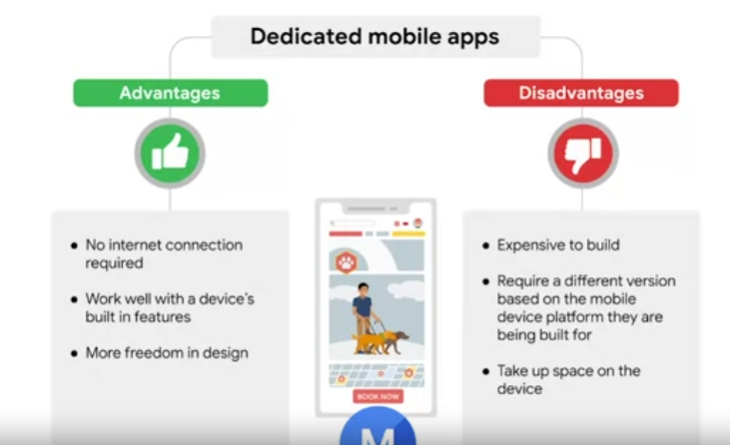 Dedicated mobile apps
Advantages
Disadvantages
• No internet connection
required
• Work well with a device's
built in features
• More freedom in design
• Expensive to build
• Require a different version
based on the mobile
device platform they are
being built for
• Take up space on the
device
BOOK NOW
M